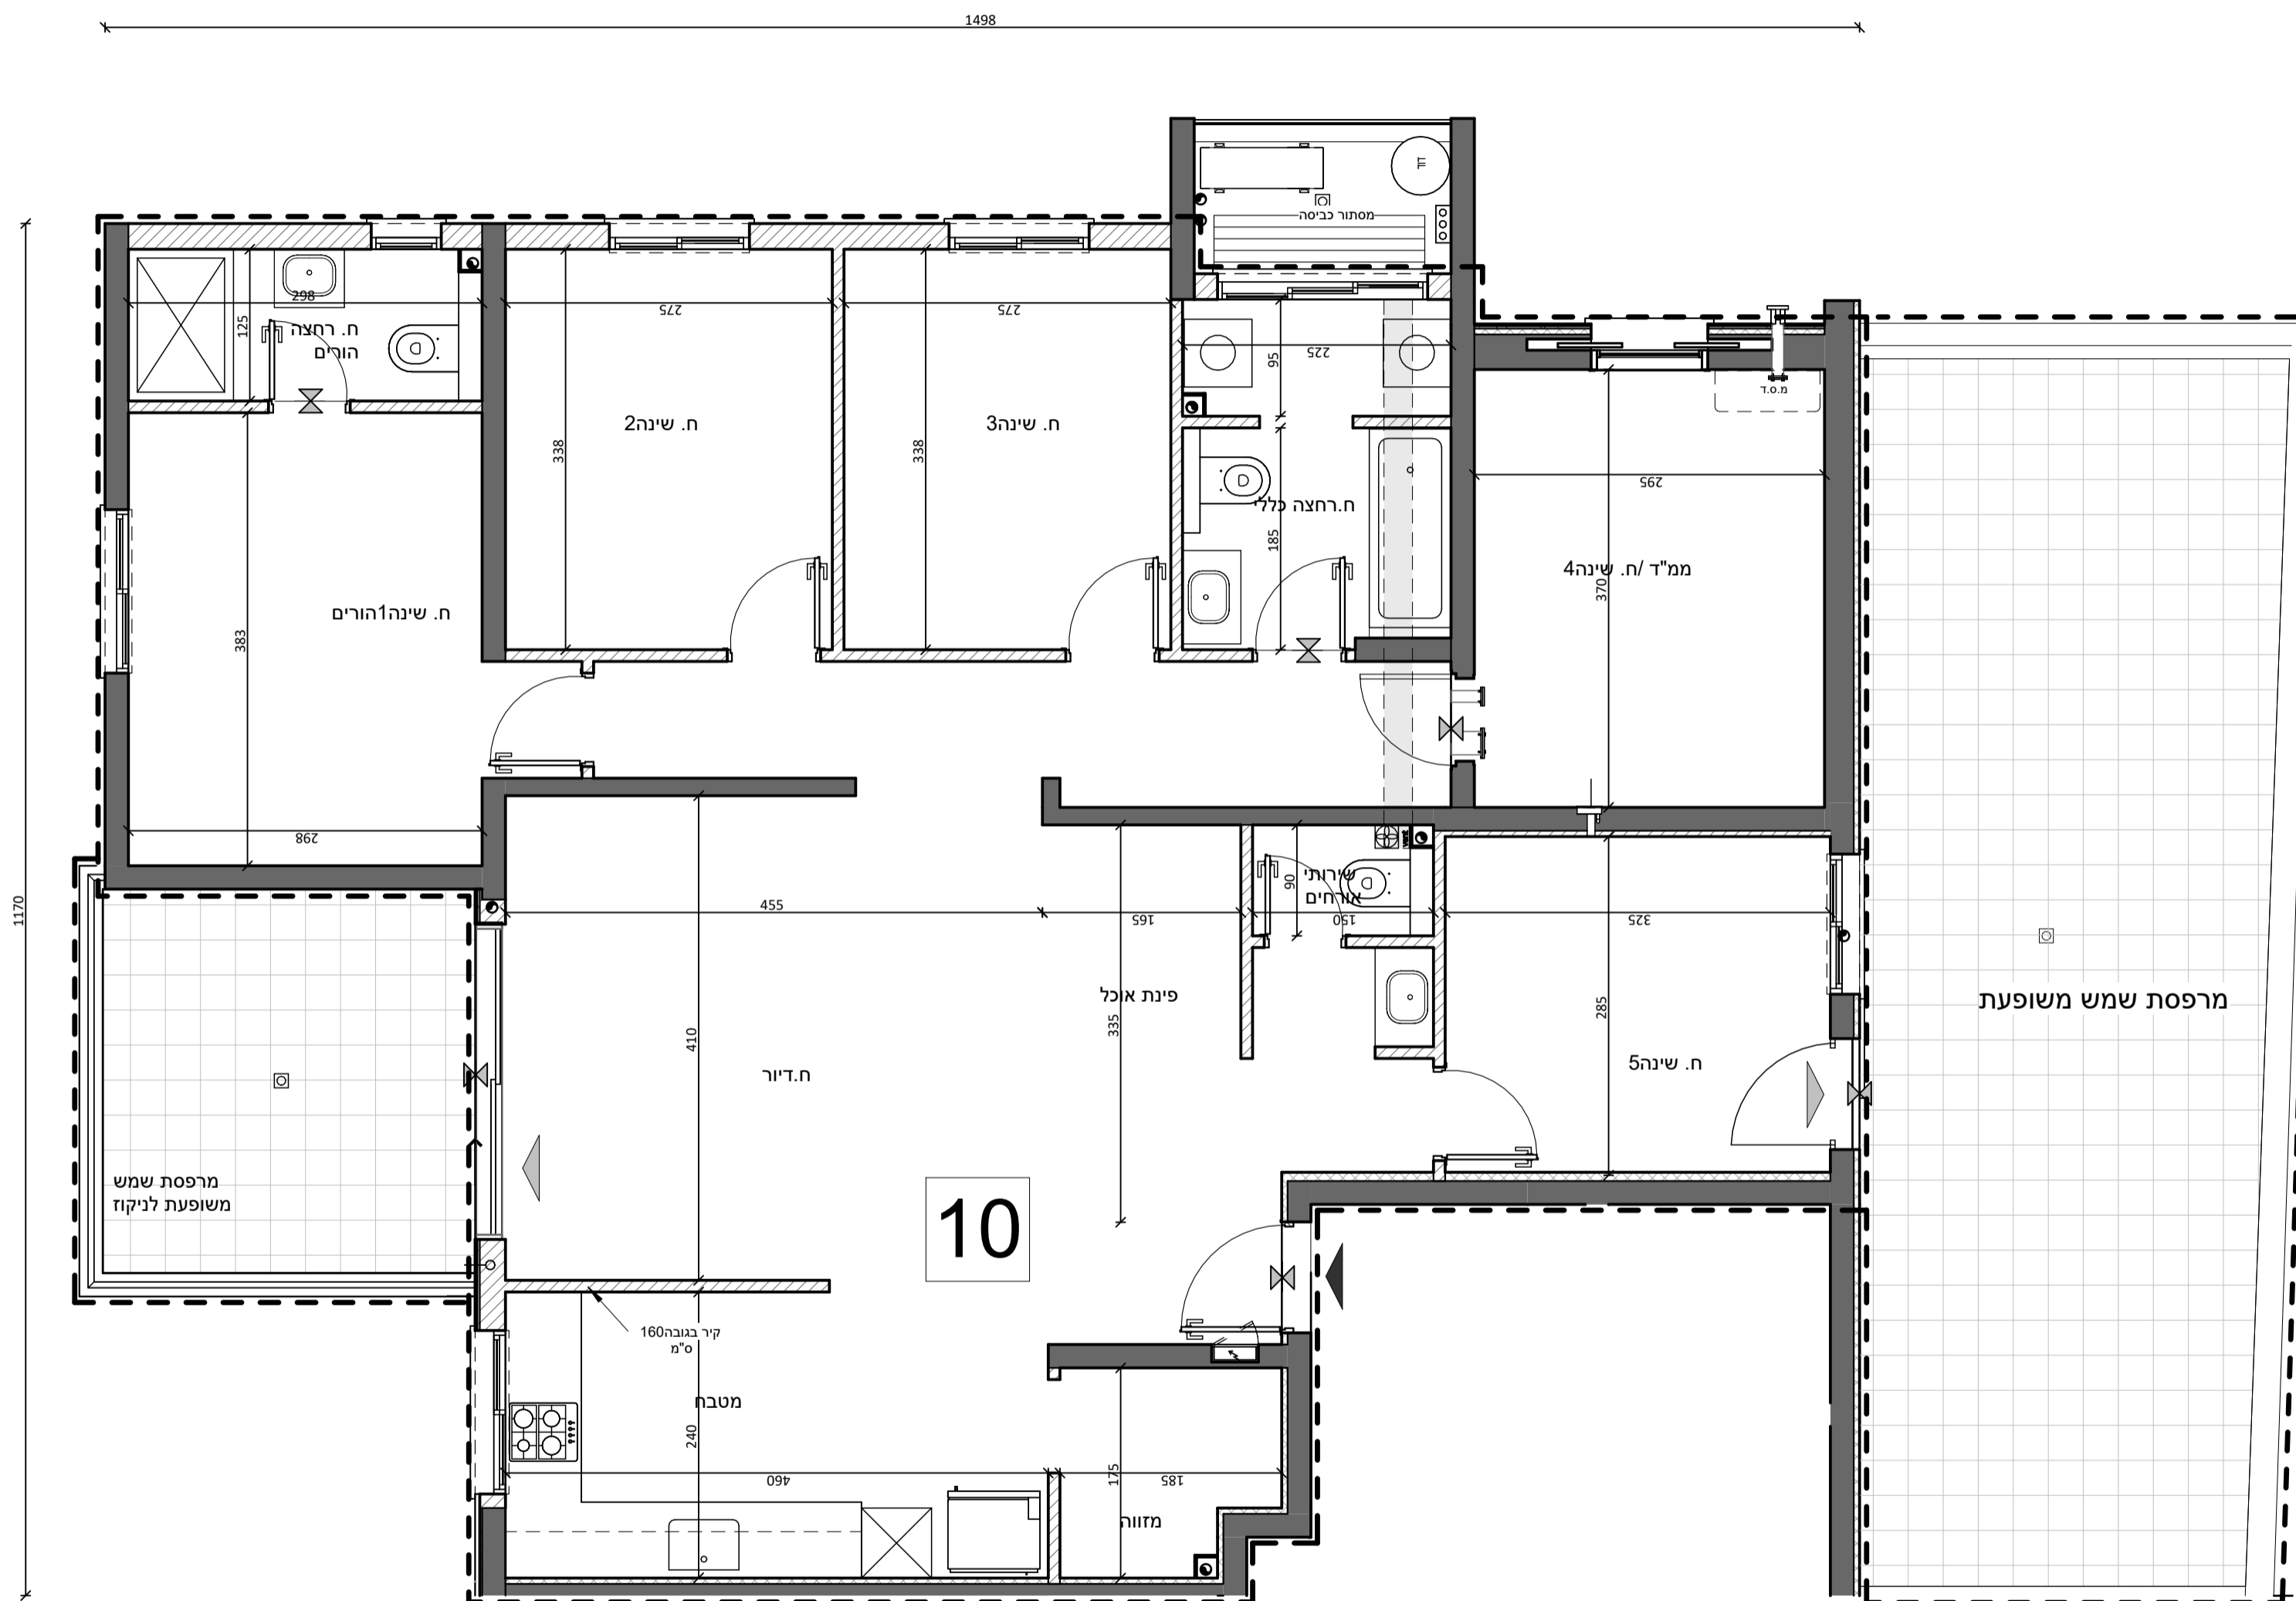 1498
דוד
מסתור כביסה
298
125
ח. רחצה
הורים
275
275
225
95
מ.ס.ד
338
ח. שינה2
338
ח. שינה3
295
ח.רחצה כללי
185
370
ממ"ד /ח. שינה4
383
ח. שינה1הורים
298
1170
455
165
90
שירותי
אורחים
vent
150
325
410
335
פינת אוכל
285
מרפסת שמש משופעת
ח.דיור
ח. שינה5
מרפסת שמש
משופעת לניקוז
10
קיר בגובה160
ס"מ
מטבח
240
460
175
185
מזווה